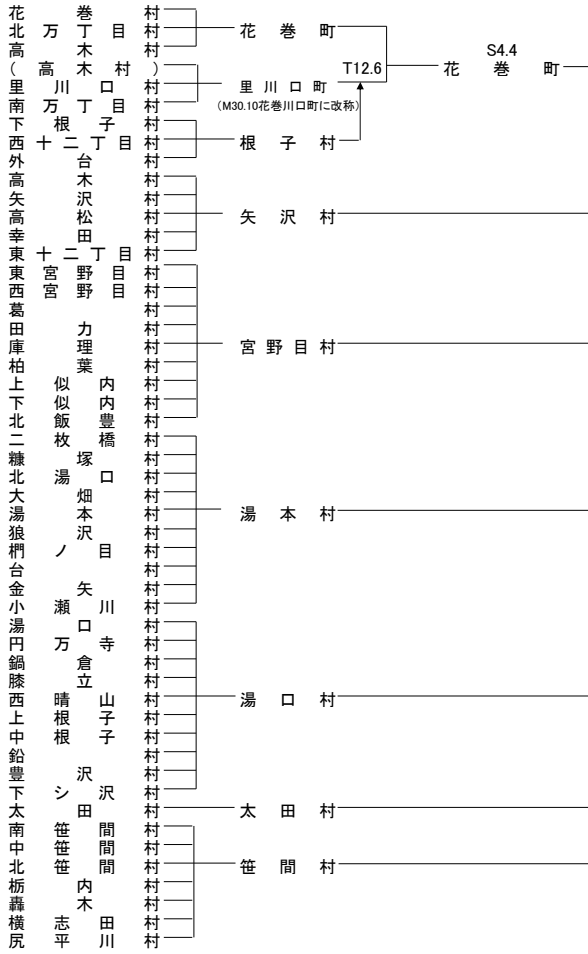 花巻村
北万丁目村
高木村
(高木村)
里川口村
南万丁目村
下根子村
西十二丁目村
外台村
高木村
矢沢村
高松村
幸田村
東十二丁目村
東宮野目村
西宮野目村
葛村
田力村
庫理村
柏葉村
上似内村
下似内村
北飯豊村
二枚橋村
糠塚村
北湯口村
大畑村
湯本村
狼沢村
椚ノ目村
台村
金矢村
小瀬川村
湯口村
円万寺村
鍋倉村
膝立村
西晴山村
上根子村
中根子村
鉛村
豊沢村
下シ沢村
太田村
南笹間村
中笹間村
北笹間村
栃内村
轟木村
横志田村
尻平川村
花巻町
里川口町
(M30.10花巻川口町に改称)
根子村
矢沢村
宮野目村
湯本村
湯口村
太田村
笹間村
T12.6
S4.4
花巻町